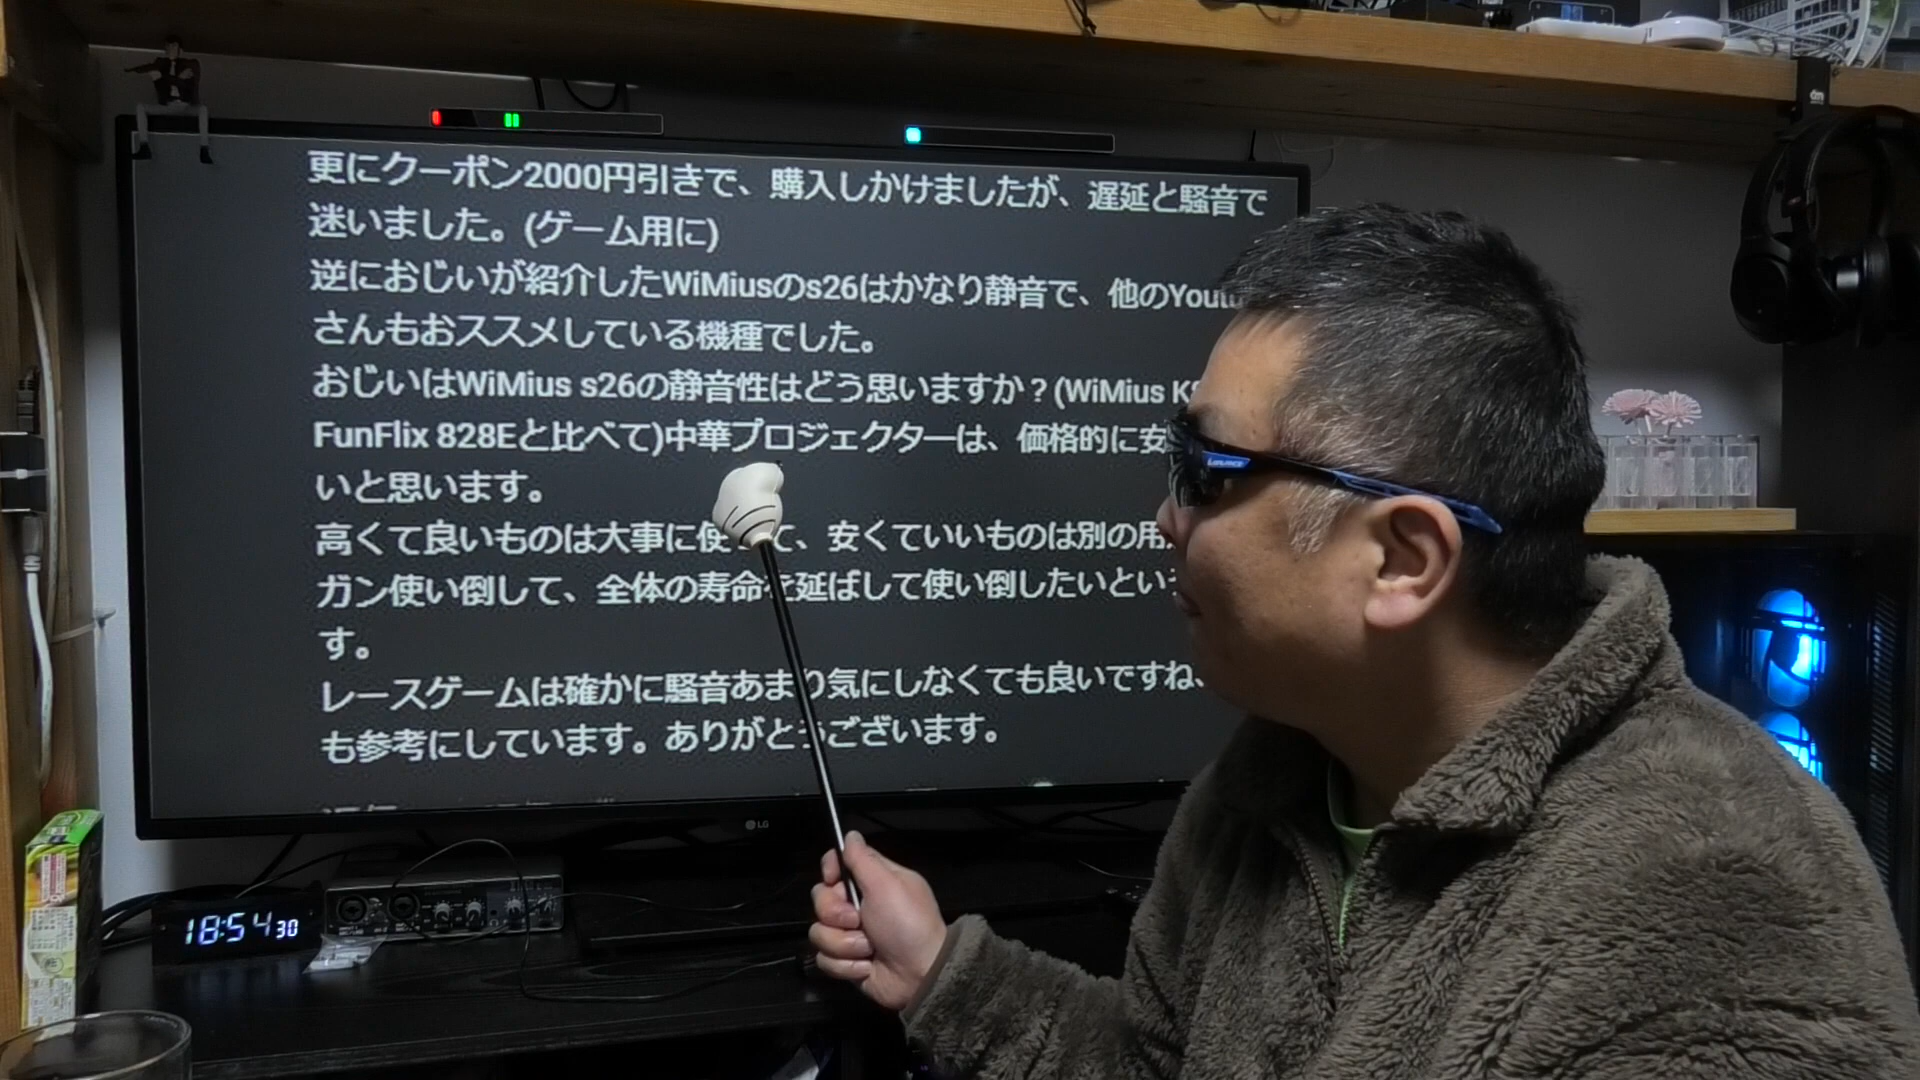 更にクーポン2000円引きで、購入しかけましたが、遅延と騒音で
迷いました。(ゲーム用に)
逆におじいが紹介したWiMiusのs26はかなり静音で、他のYoutu
さんもおススメしている機種でした。
おじいはWiMius s26の静音性はどう思いますか？(WiMius K
FunFlix 828Eと比べて)中華プロジェクターは、価格的に安
いと思います。
高くて良いものは大事に使 て、安くていいものは別の用
ガン使い倒して、全体の寿命を延ばして使い倒したいとい
す。
レースゲームは確かに騒音あまり気にしなくても良いですね、
も参考にしています。ありがとうございます。
LG
18:54 30